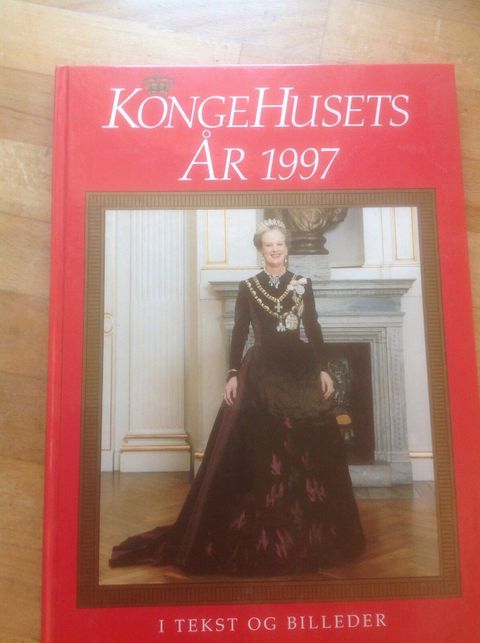 KONGEHUSETS
ÅR 1997
I TEKST OG BILLEDER